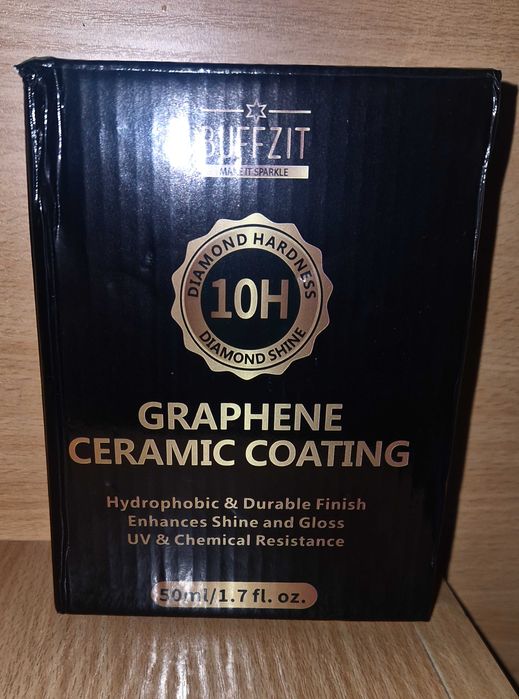 BUFFZIT
MAKE IT SPARKLE
DIAMOND HARDNESS
10H
DIAMOND SHINE
GRAPHENE
CERAMIC COATING
Hydrophobic & Durable Finish
Enhances Shine and Gloss
UV & Chemical Resistance
50ml/1.7 fl. oz.